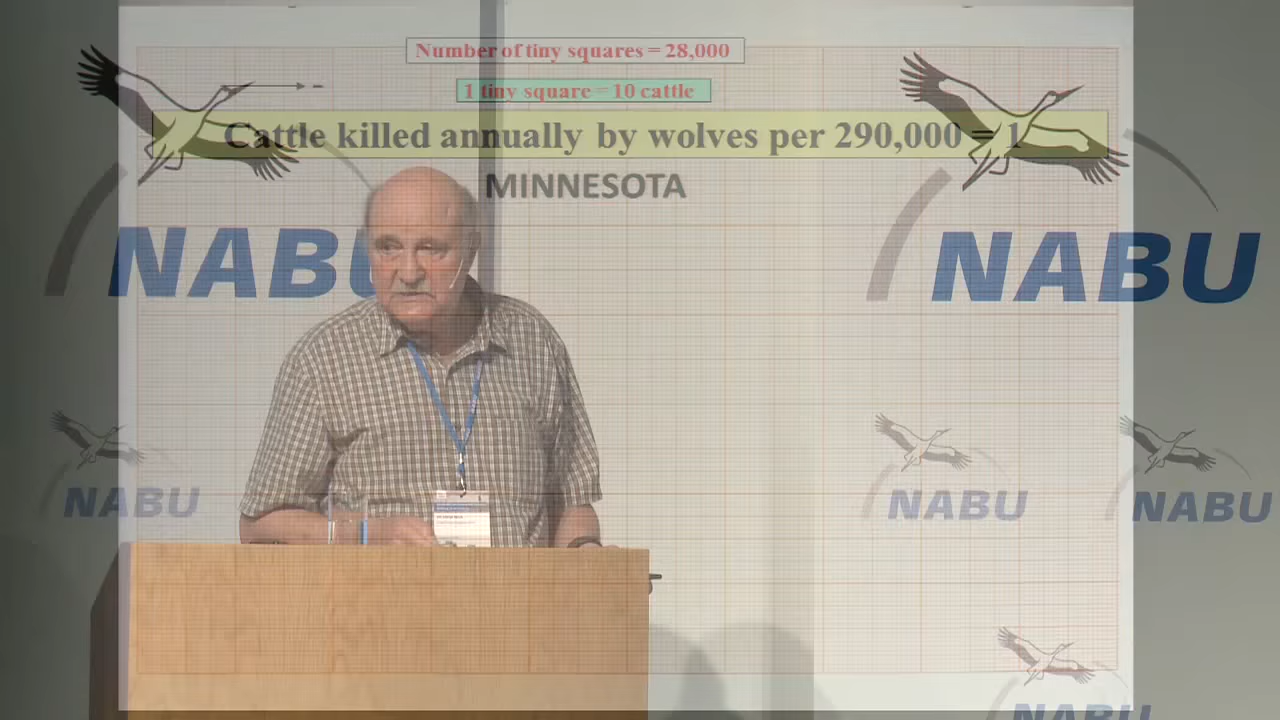 Number of tiny squares = 28,000
1 tiny square = 10 cattle
Cattle killed annually by wolves per 290,000 = 1
MINNESOTA
NABU
NABU
NABU
NABU
NABU
NABU